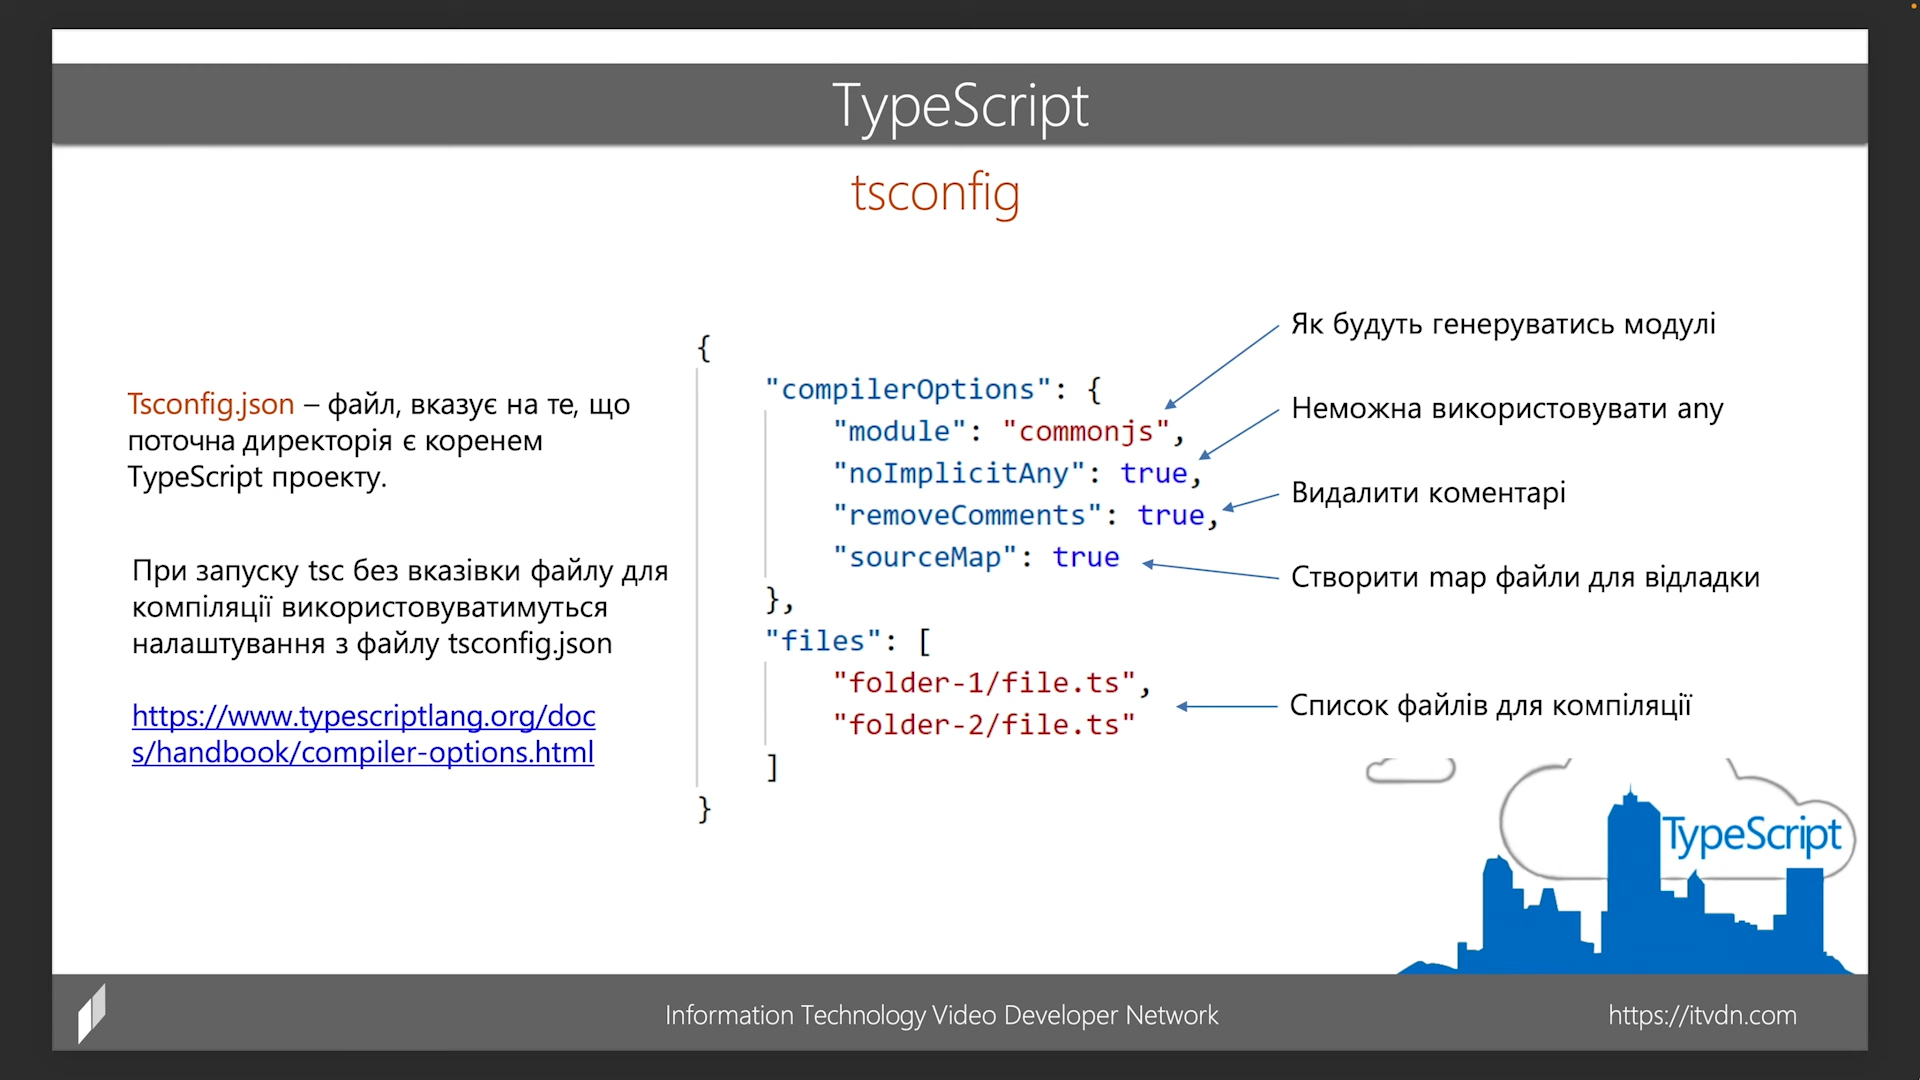 TypeScript
tsconfig
Tsconfig.json – файл, вказує на те, що
поточна директорія є коренем
TypeScript проекту.
При запуску tsc без вказівки файлу для
компіляції використовуватимуться
налаштування з файлу tsconfig.json
https://www.typescriptlang.org/doc
s/handbook/compiler-options.html
{
"compilerOptions": {
"module": "commonjs",
"noImplicitAny": true,
"removeComments": true,
"sourceMap": true
},
"files": [
"folder-1/file.ts",
"folder-2/file.ts"
]
}
Як будуть генеруватись модулі
Неможна використовувати any
Видалити коментарі
Створити map файли для відладки
Список файлів для компіляції
TypeScript
Information Technology Video Developer Network
https://itvdn.com